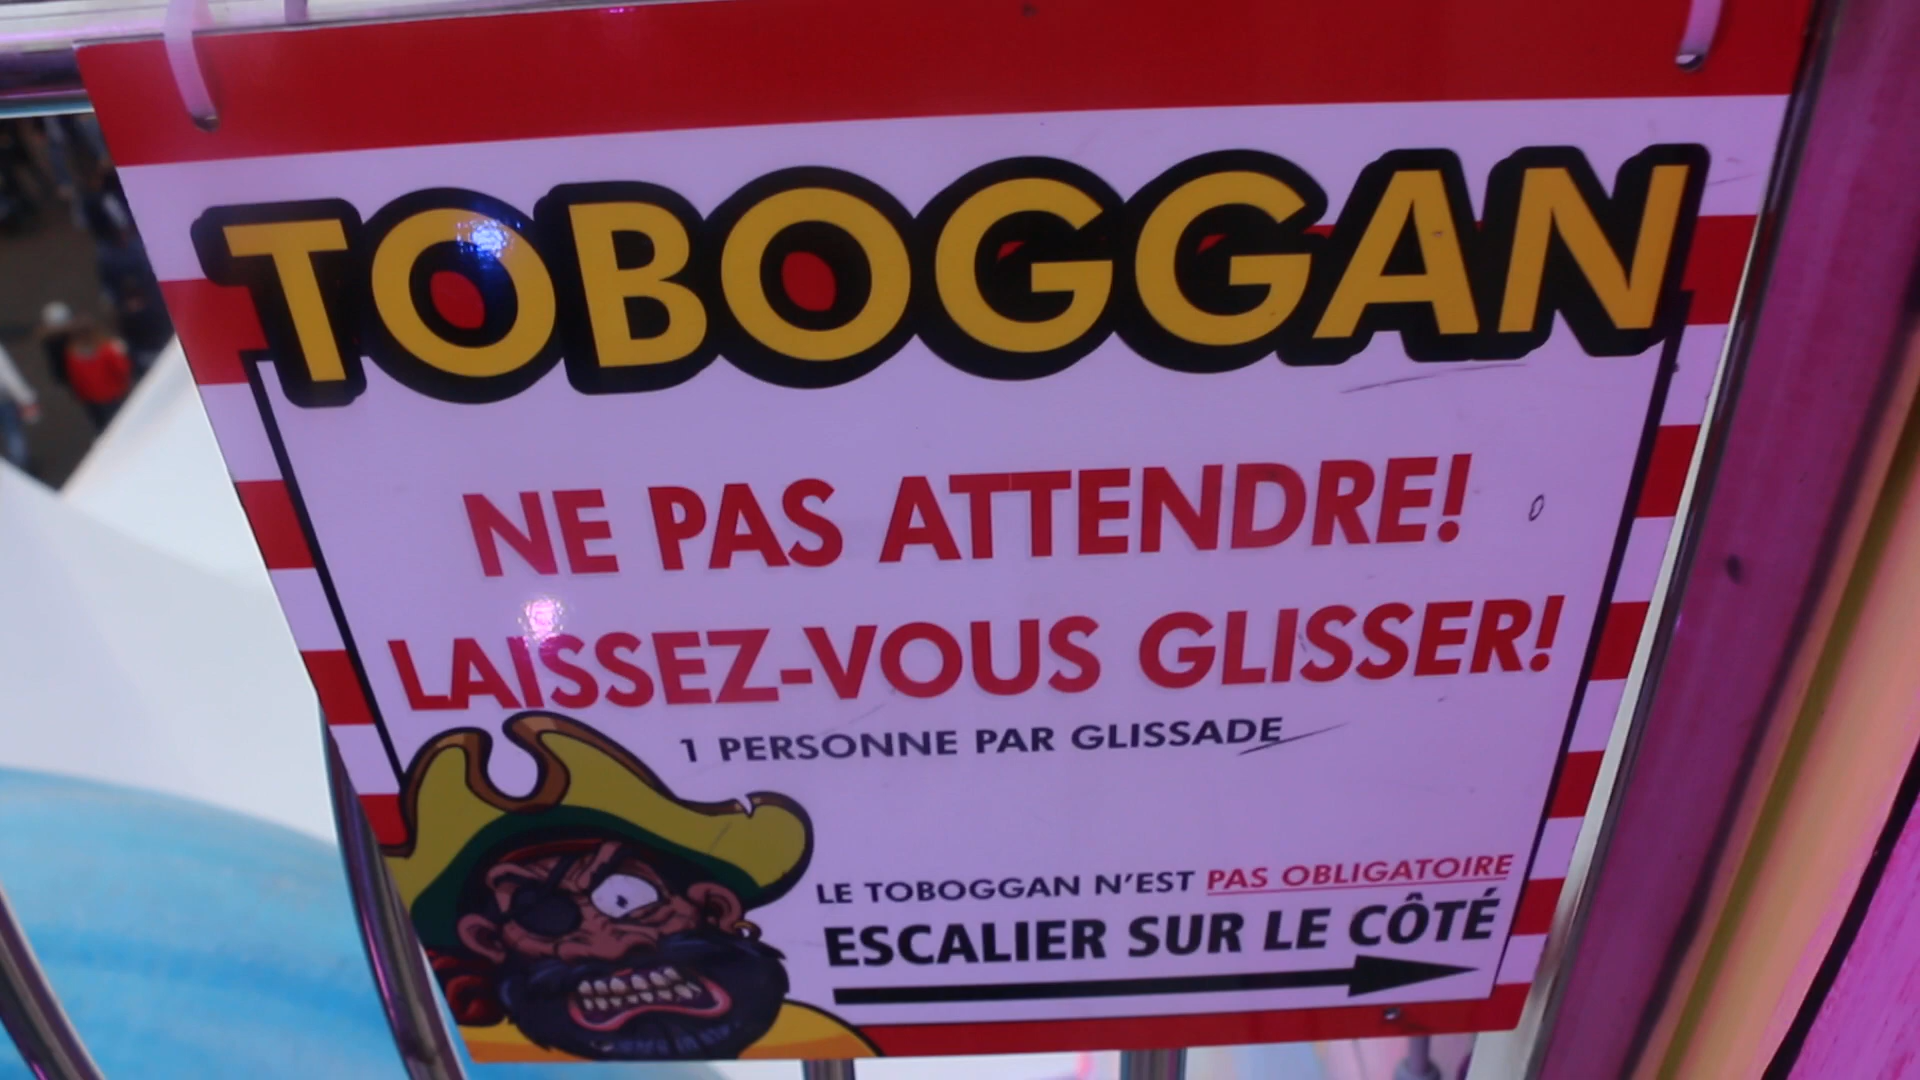 TOBOGGAN
NE PAS ATTENDRE!
LAISSEZ-VOUS GLISSER!
1 PERSONNE PAR GLISSADE
LE TOBOGGAN N'EST PAS OBLIGATOIRE
ESCALIER SUR LE CÔTÉ